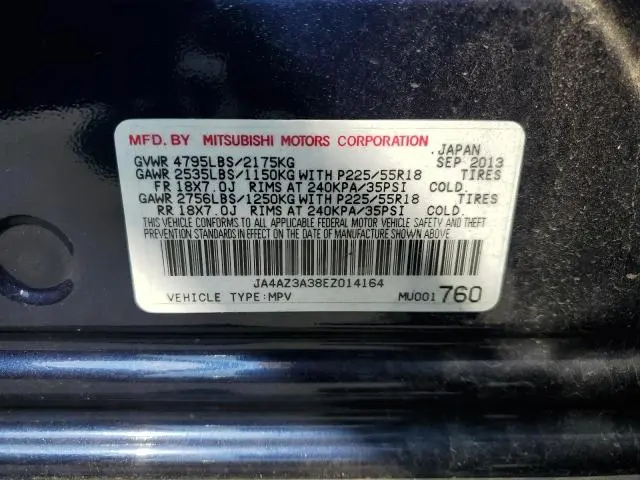 MFD. BY MITSUBISHI MOTORS CORPORATION, JAPAN
GVWR 4795LBS/2175KG SEP 2013
GAWR 2535LBS/1150KG WITH P225/55R18 TIRES
FR 18X7.0J RIMS AT 240KPA/35PSI COLD.
GAWR 2756LBS/1250KG WITH P225/55R18 TIRES
RR 18X7.0J RIMS AT 240KPA/35PSI COLD.
THIS VEHICLE CONFORMS TO ALL APPLICABLE FEDERAL MOTOR VEHICLE SAFETY, BUMPER, AND THEFT
PREVENTION STANDARDS IN EFFECT ON THE DATE OF MANUFACTURE SHOWN ABOVE.
JA4AZ3A38EZ014164
VEHICLE TYPE:MPV MU001760